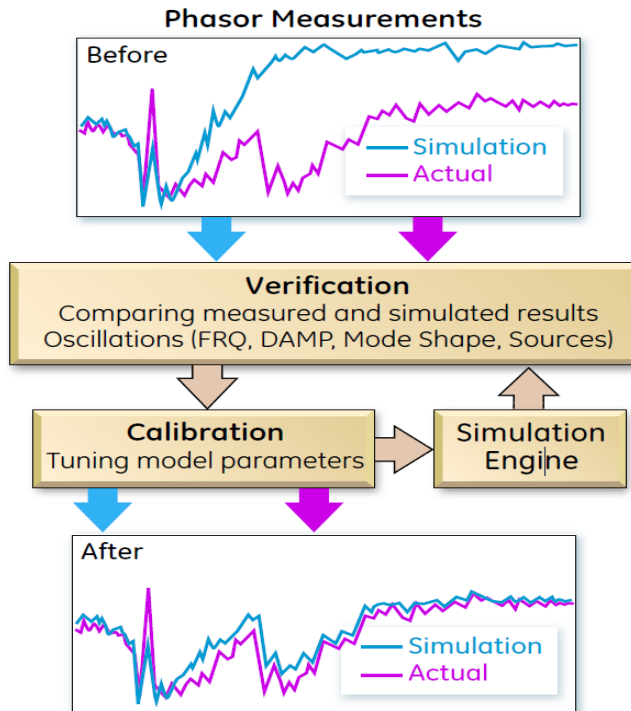 Phasor Measurements
Before
Simulation
Actual
Verification
Comparing measured and simulated results
Oscillations (FRQ, DAMP, Mode Shape, Sources)
Calibration
Tuning model parameters
Simulation
Engine
After
Simulation
Actual